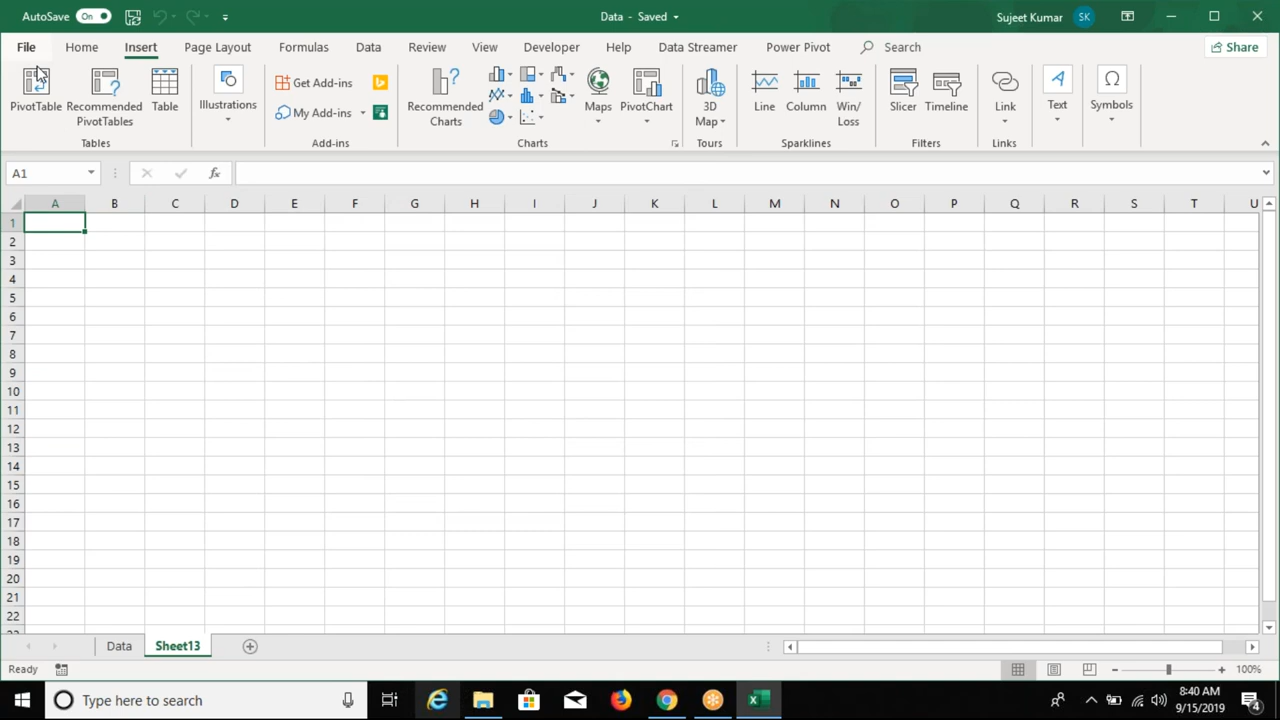 AutoSave On Data - Saved Sujeet Kumar SK
File Home Insert Page Layout Formulas Data Review View Developer Help Data Streamer Power Pivot Search Share
PivotTable Recommended PivotTables Table Illustrations Get Add-ins My Add-ins Recommended Charts Maps PivotChart 3D Map Line Column Win/Loss Slicer Timeline Link Text Symbols
Tables Add-ins Charts Tours Sparklines Filters Links
A1 fx
A B C D E F G H I J K L M N O P Q R S T U
1
2
3
4
5
6
7
8
9
10
11
12
13
14
15
16
17
18
19
20
21
22
Data Sheet13
Ready 100%
Type here to search 8:40 AM
9/15/2019 4